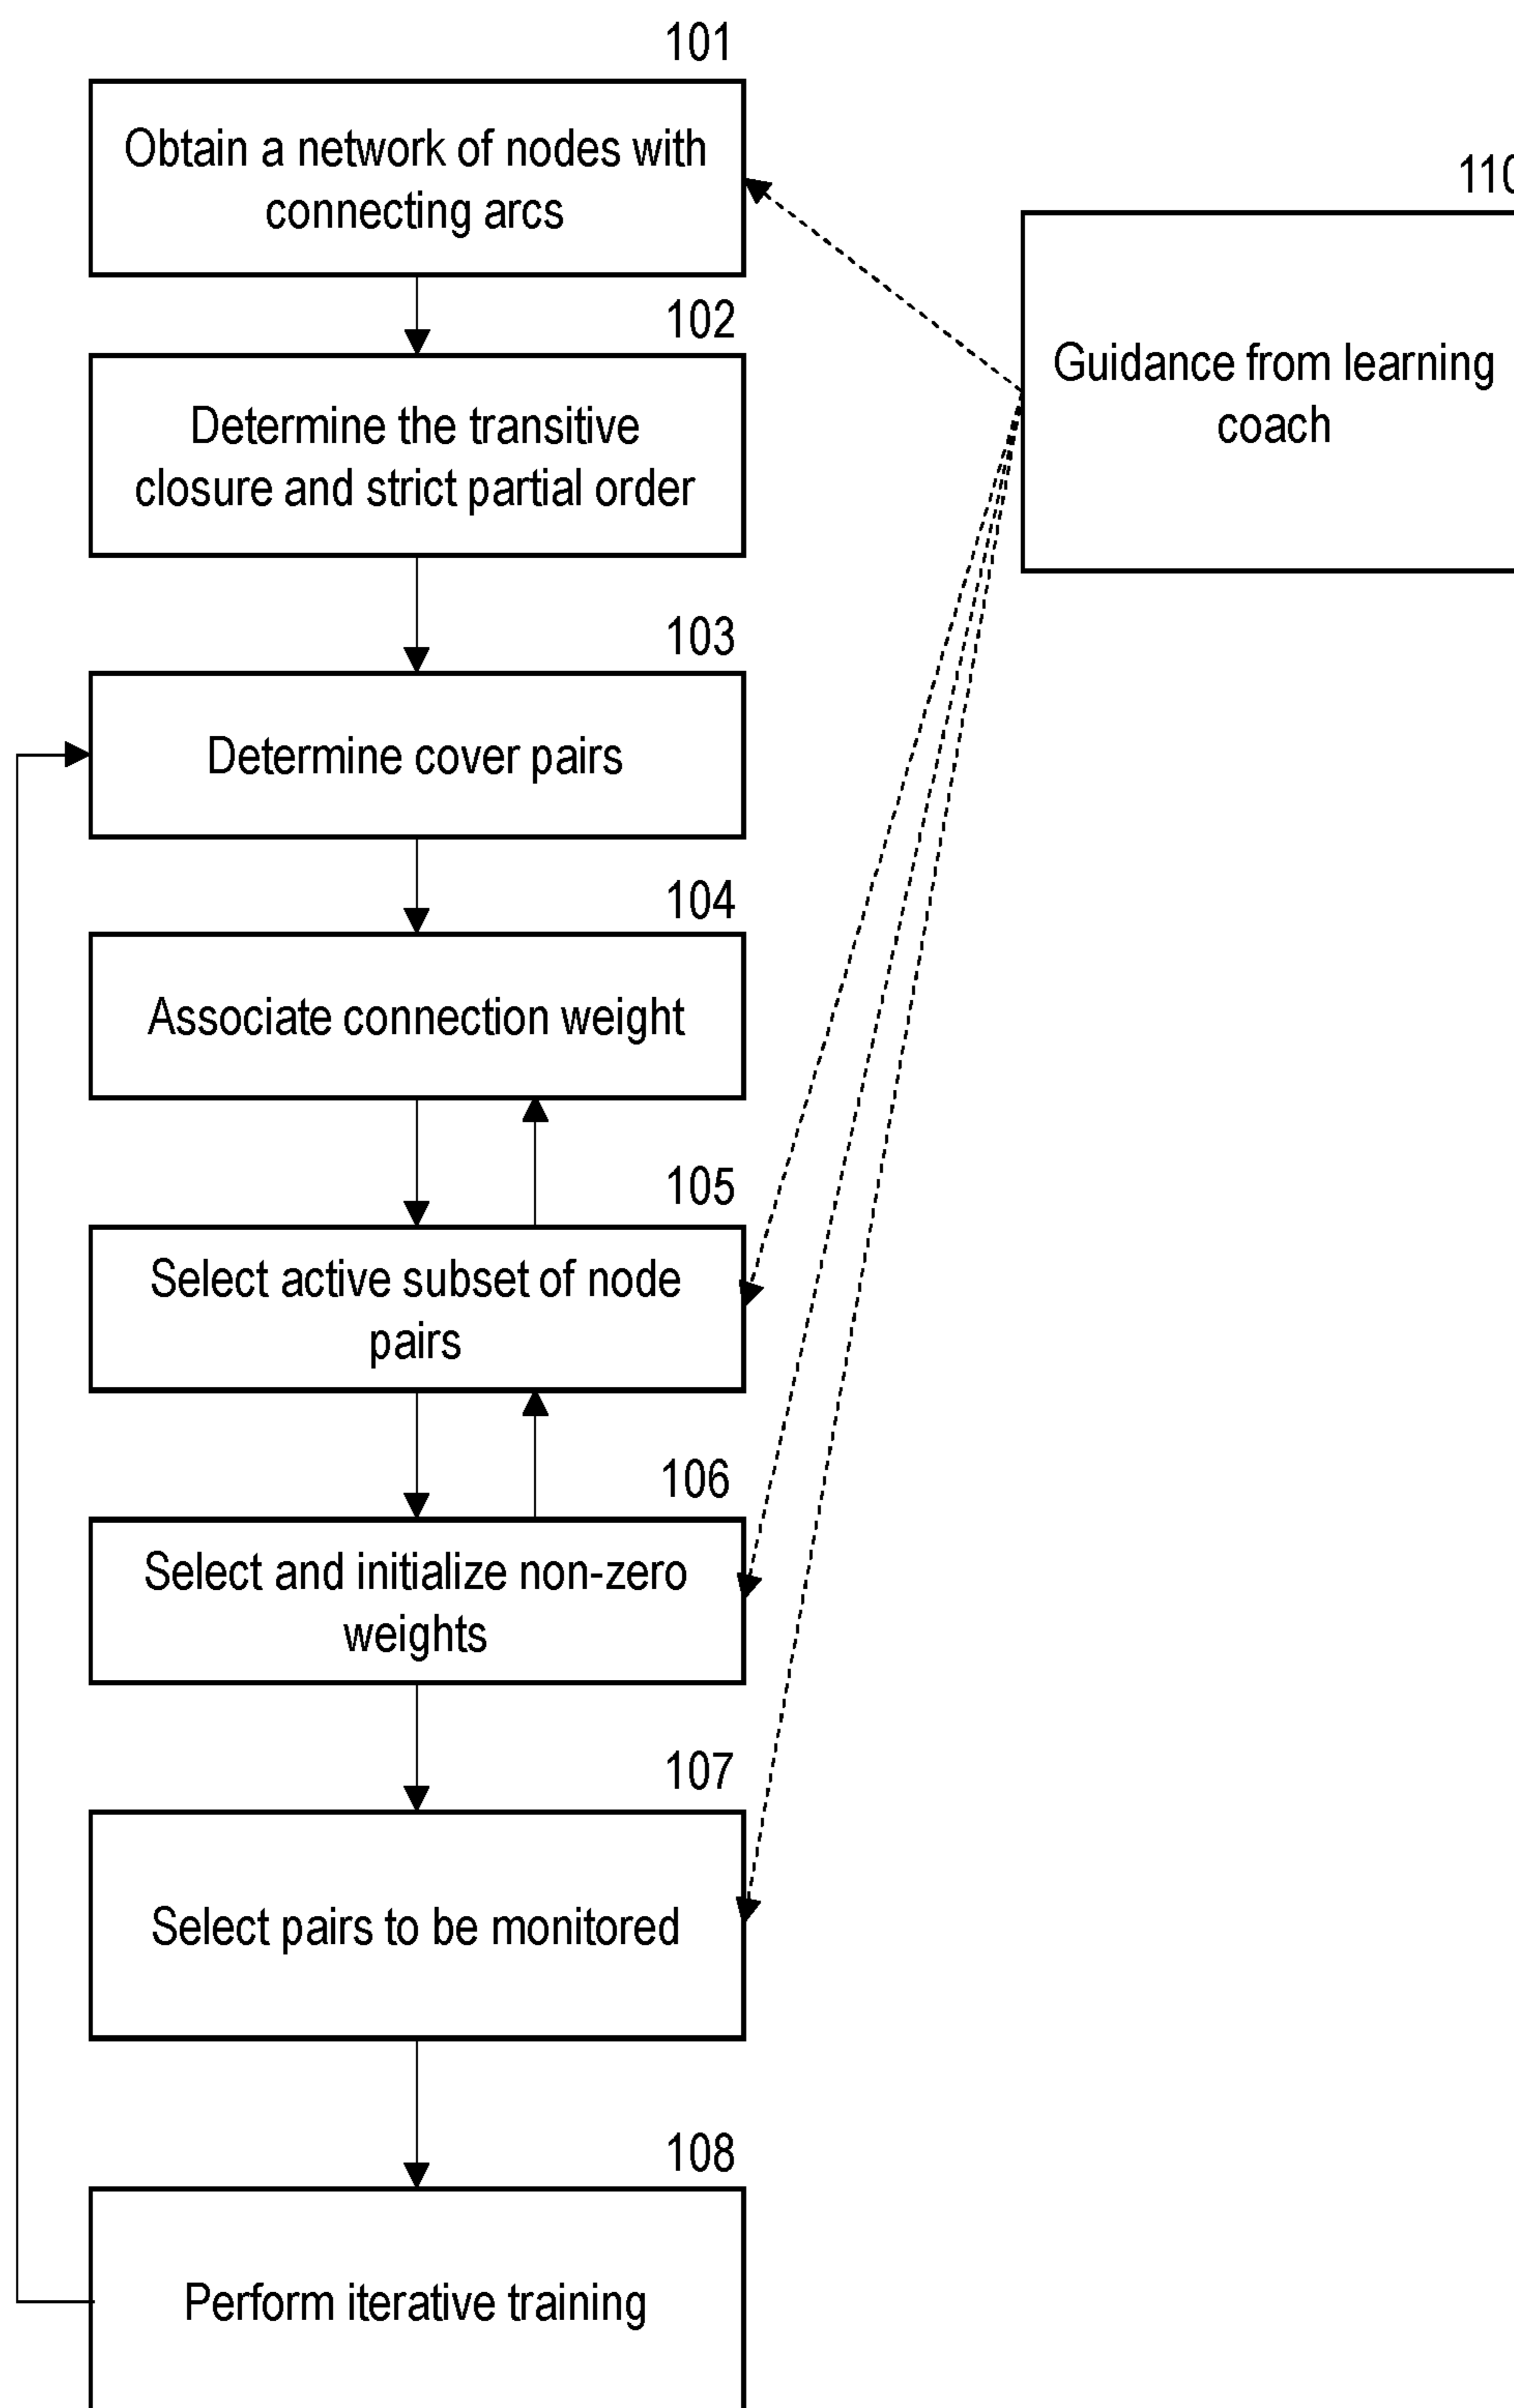 101
Obtain a network of nodes with
connecting arcs
110
Guidance from learning
coach
102
Determine the transitive
closure and strict partial order
103
Determine cover pairs
104
Associate connection weight
105
Select active subset of node
pairs
106
Select and initialize non-zero
weights
107
Select pairs to be monitored
108
Perform iterative training